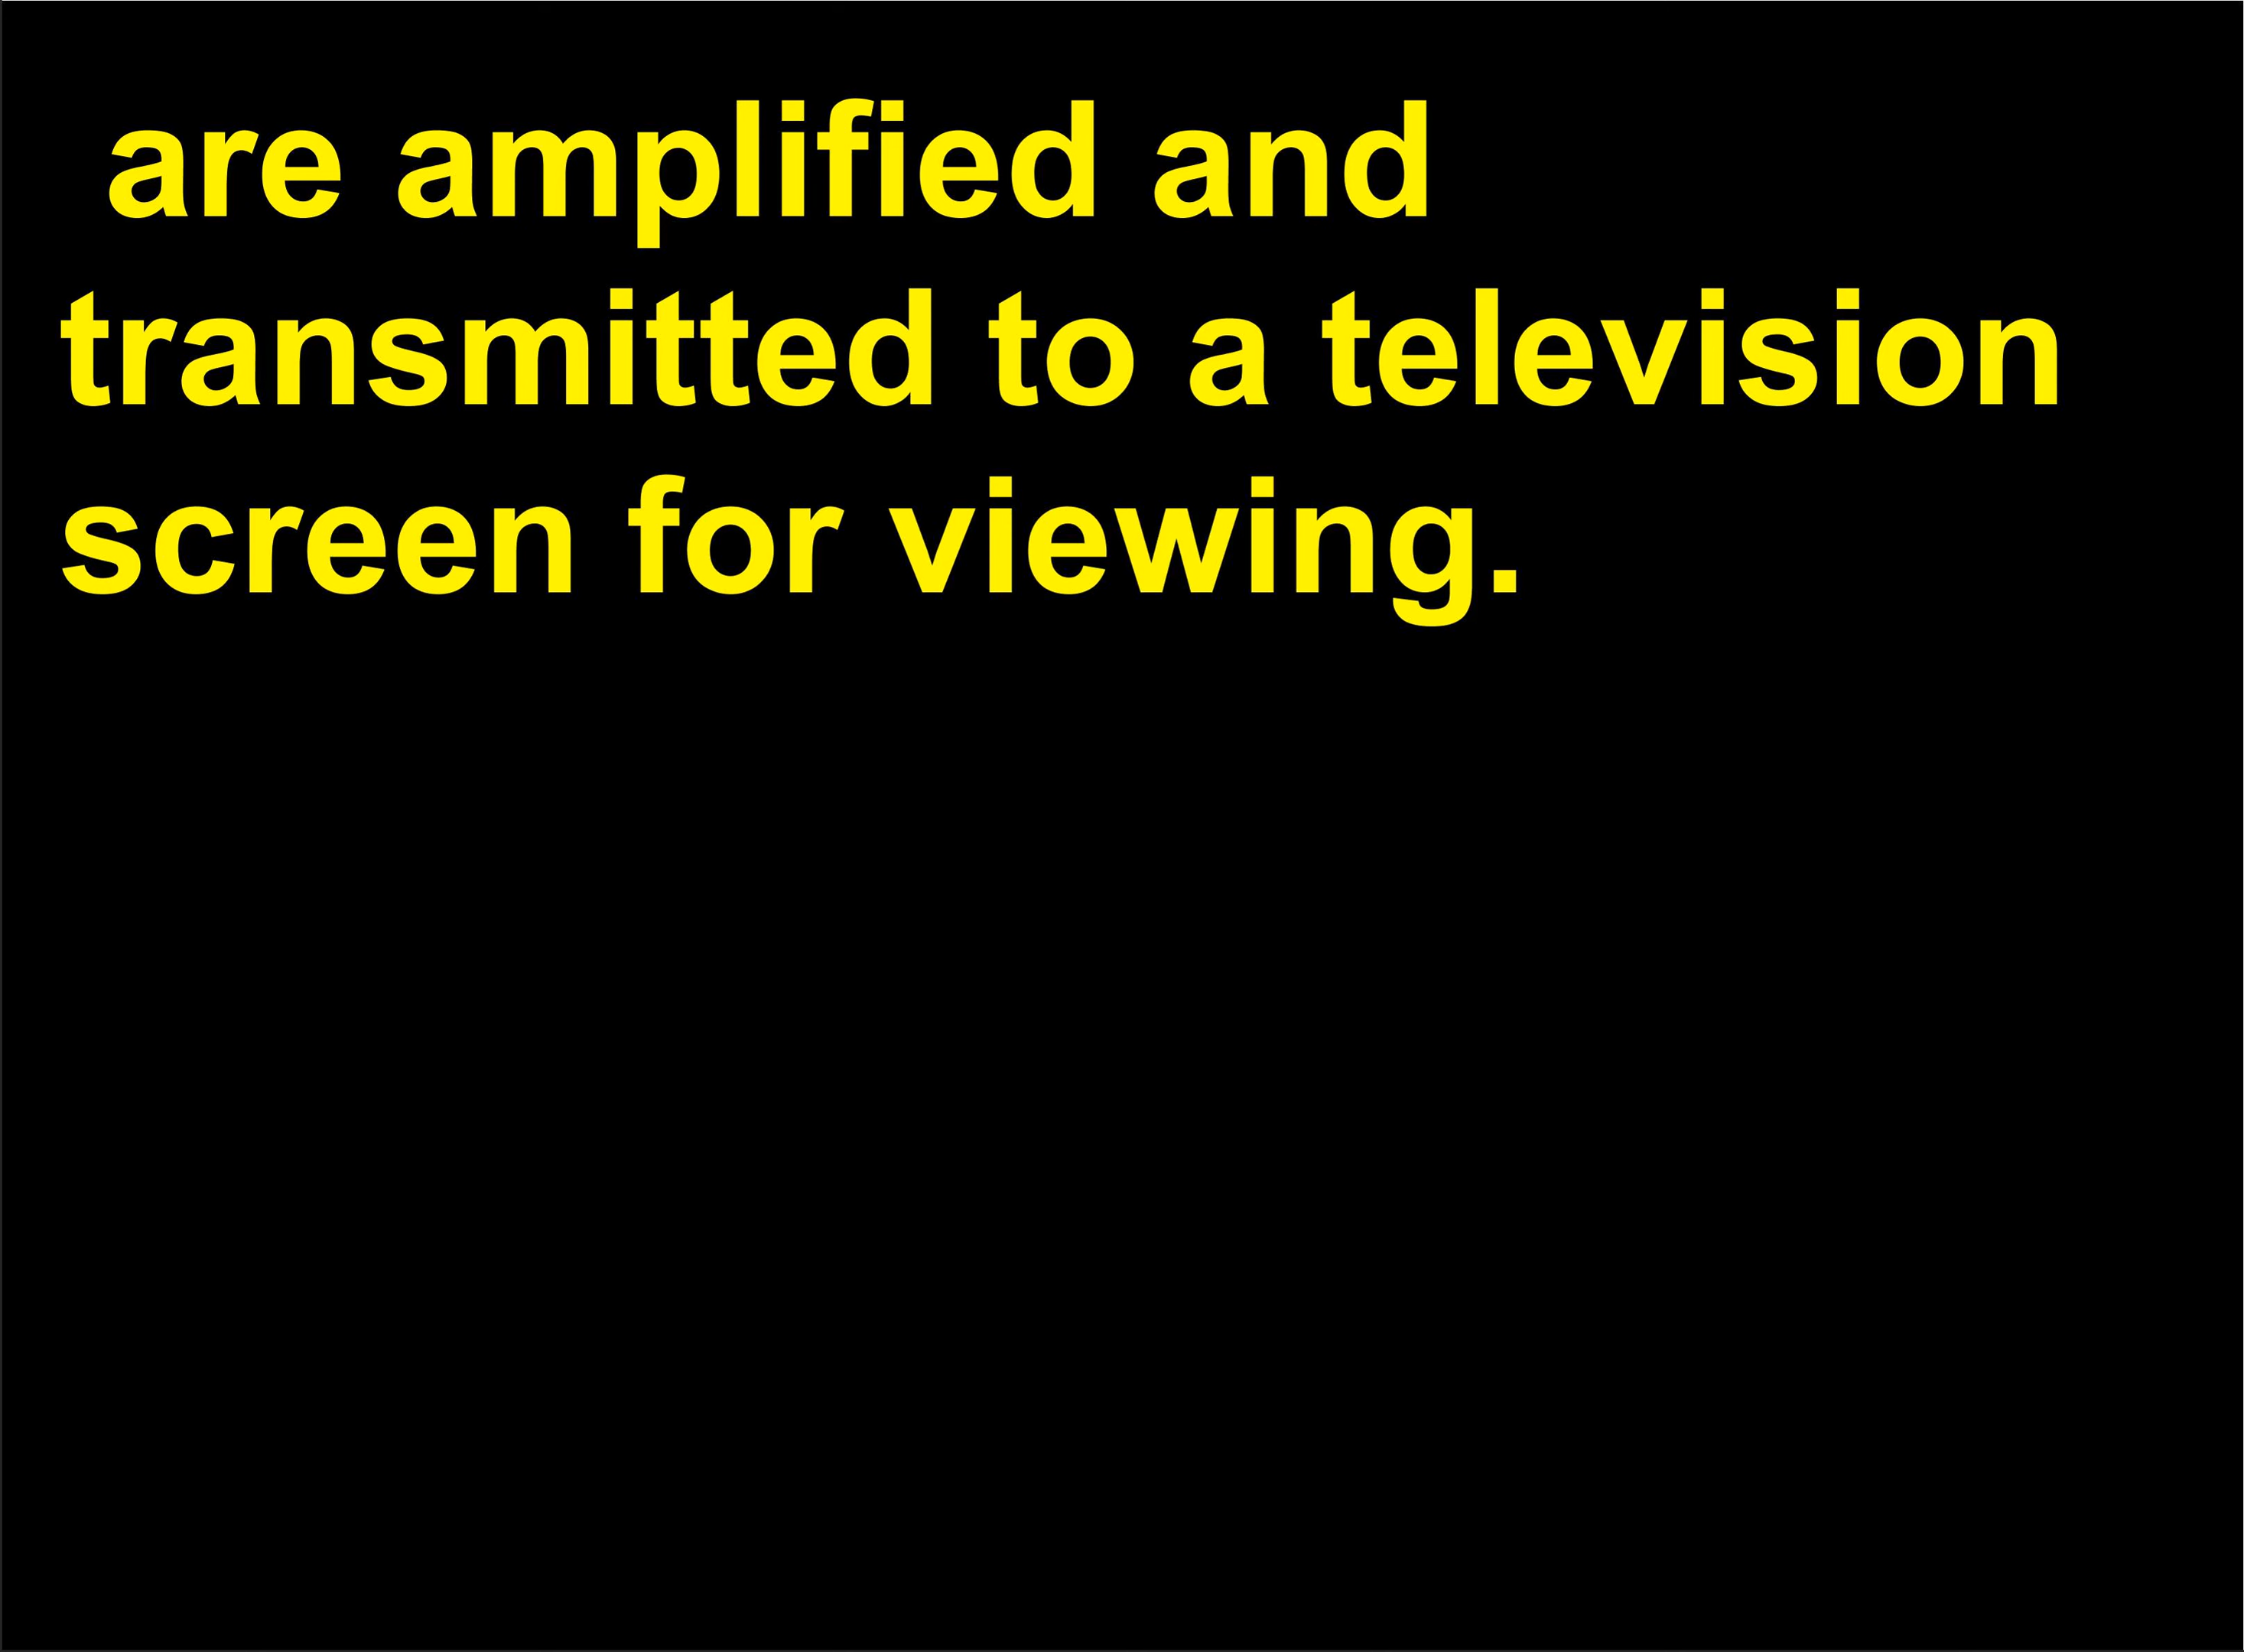 are amplified and
transmitted to a television
screen for viewing.